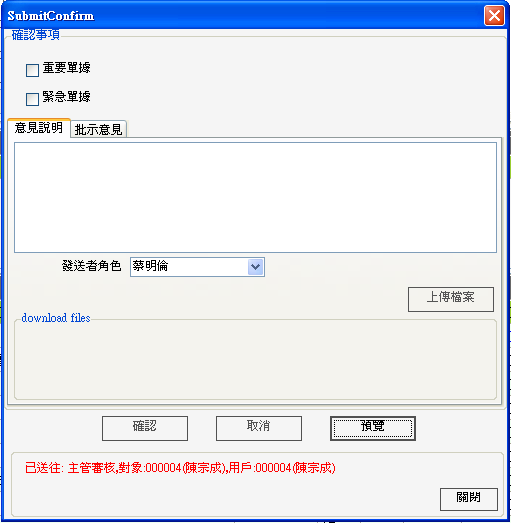 SubmitConfirm
確認事項
重要單據
緊急單據
意見說明 批示意見
發送者角色 蔡明倫
上傳檔案
download files
確認 取消 預覽
已送往: 主管審核,對象:000004(陳宗成),用戶:000004(陳宗成)
關閉